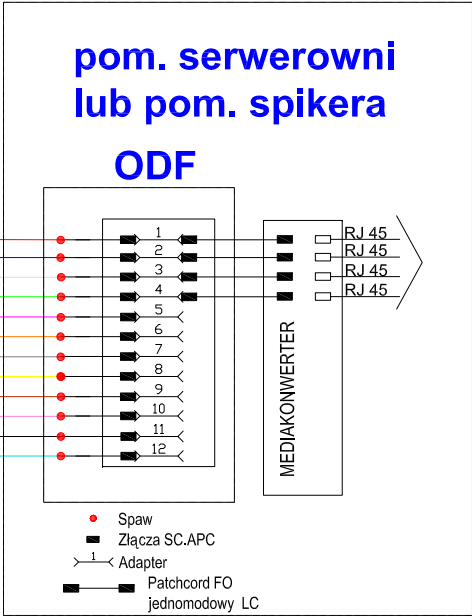 pom. serwerowni
lub pom. spikera
ODF
1
2
3
4
5
6
7
8
9
10
11
12
RJ 45
RJ 45
RJ 45
RJ 45
MEDIAKONWERTER
Spaw
Złącza SC.APC
1 Adapter
Patchcord FO
jednomodowy LC